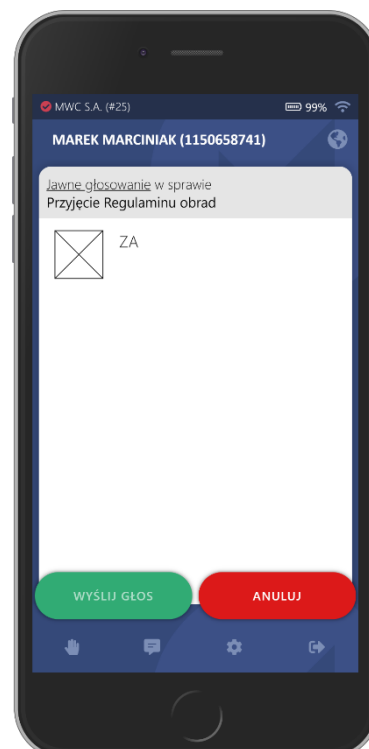 MWC S.A. (#25) 99%
MAREK MARCINIAK (1150658741)
Jawne głosowanie w sprawie
Przyjęcie Regulaminu obrad
ZA
WYŚLIJ GŁOS ANULUJ